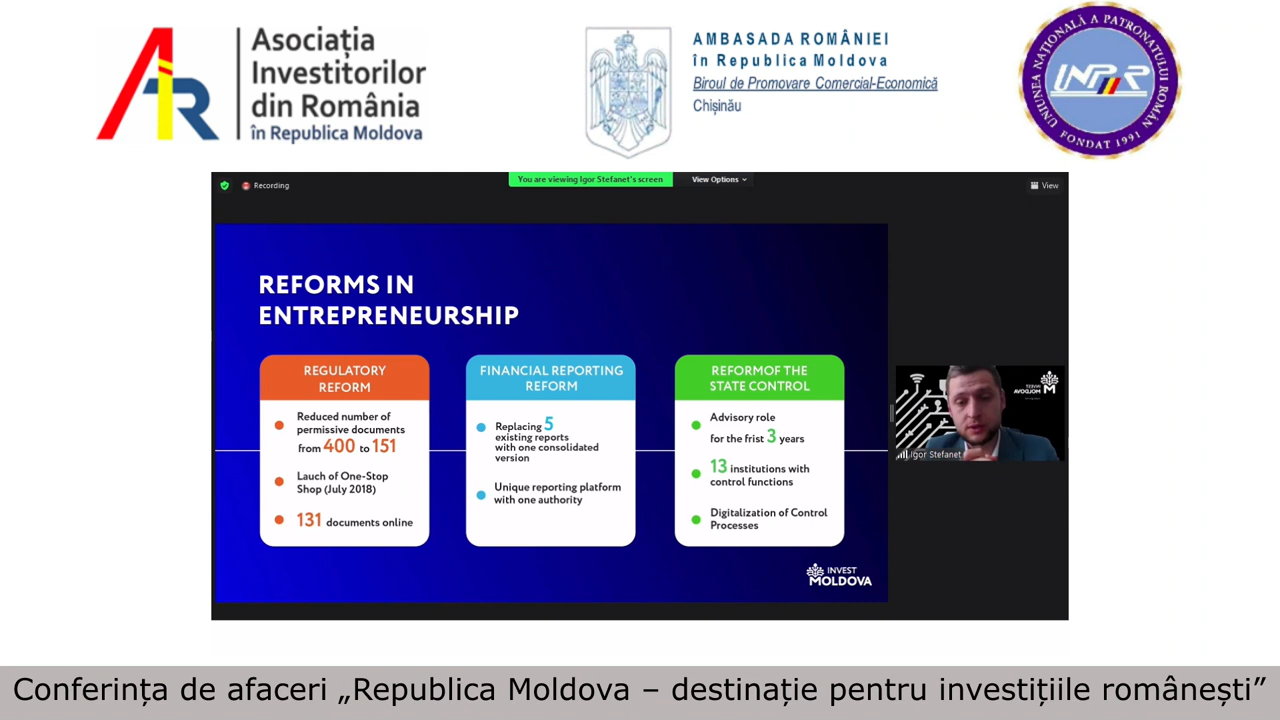 Asociația
Investitorilor
din România
în Republica Moldova
AMBASADA ROMÂNIEI
în Republica Moldova
Biroul de Promovare Comercial-Economică
Chișinău
UNIUNEA NAȚIONALĂ A PATRONATULUI ROMÂN
UNPR
FONDAT 1991
Recording
You are viewing Igor Stefanet's screen
View Options
View
REFORMS IN
ENTREPRENEURSHIP
REGULATORY
REFORM
Reduced number of
permissive documents
from 400 to 151
Lauch of One-Stop
Shop (July 2018)
131 documents online
FINANCIAL REPORTING
REFORM
Replacing 5
existing reports
with one consolidated
version
Unique reporting platform
with one authority
REFORMOF THE
STATE CONTROL
Advisory role
for the frist 3 years
13 institutions with
control functions
Digitalization of Control
Processes
INVEST
MOLDOVA
INVEST
MOLDOVA
Igor Stefanet
Conferința de afaceri „Republica Moldova – destinație pentru investițiile românești”